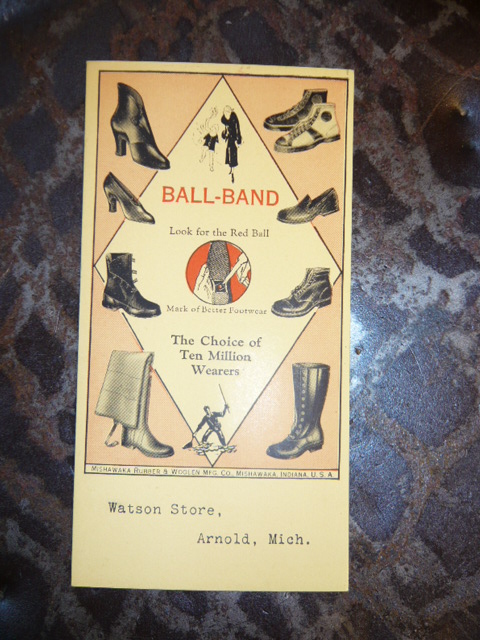 BALL-BAND
Look for the Red Ball
Mark of Better Footwear
The Choice of
Ten Million
Wearers
MISHAWAKA RUBBER & WOOLEN MFG. CO., MISHAWAKA, INDIANA, U.S.A.
Watson Store,
Arnold, Mich.